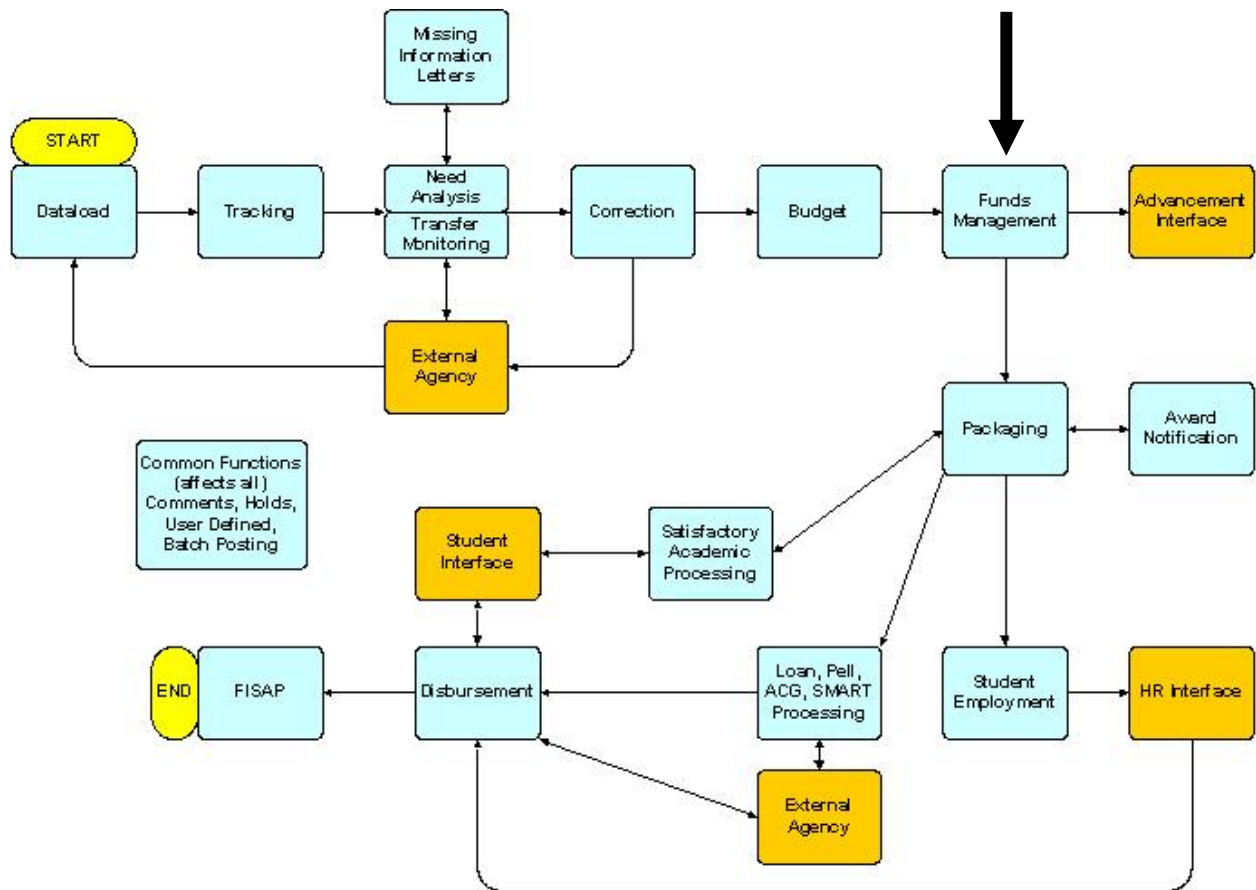 Missing
Information
Letters
START
Dataload
Tracking
Need
Analysis
Transfer
Monitoring
Correction
Budget
Funds
Management
Advancement
Interface
External
Agency
Packaging
Award
Notification
Common Functions
(affects all)
Comments, Holds,
User Defined,
Batch Posting
Student
Interface
Satisfactory
Academic
Processing
END
FISAP
Disbursement
Loan, Pell,
ACG, SMART
Processing
Student
Employment
HR Interface
External
Agency